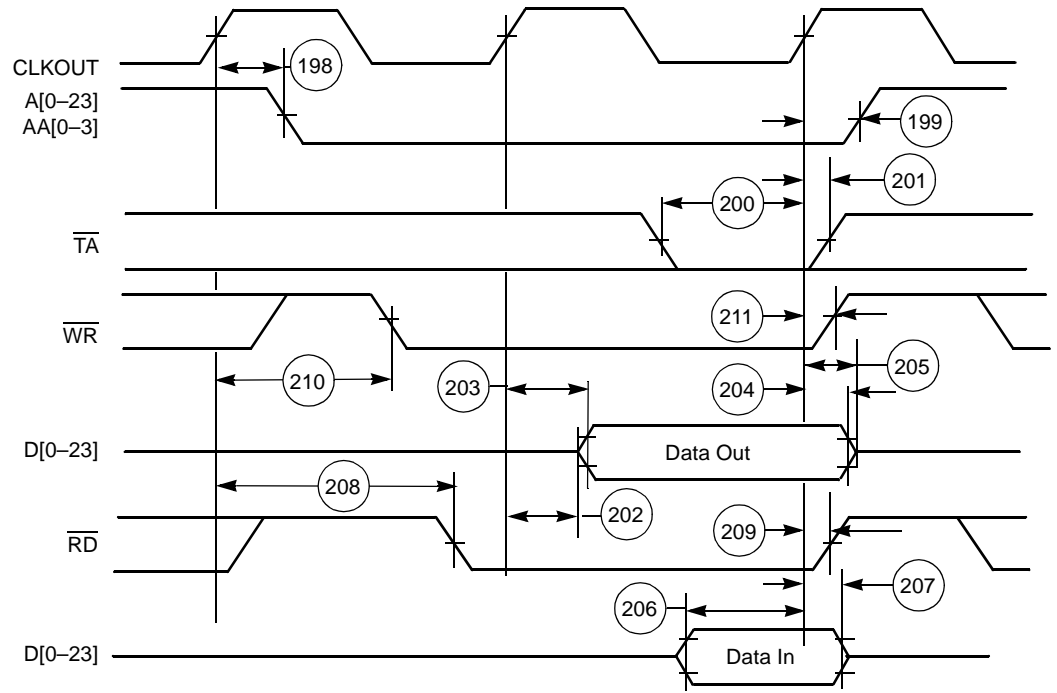 CLKOUT
198
A[0–23]
AA[0–3]
199
200
201
TA
WR
211
210
203
204
205
D[0–23]
Data Out
208
202
RD
209
206
207
D[0–23]
Data In